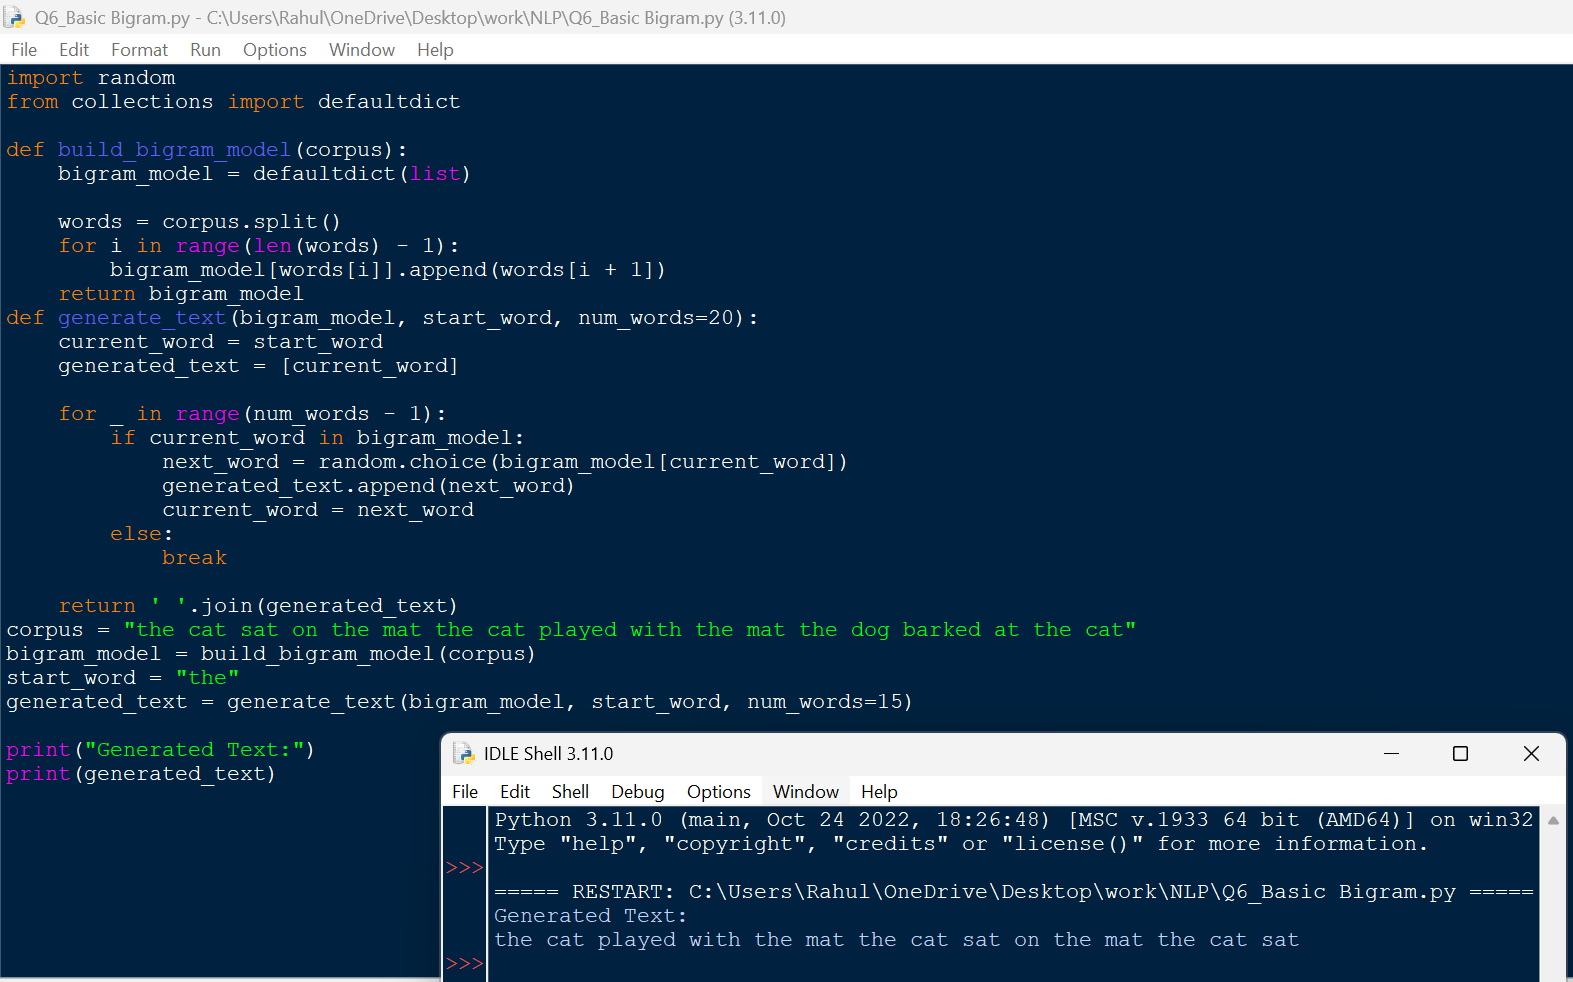 Q6_Basic Bigram.py - C:\Users\Rahul\OneDrive\Desktop\work\NLP\Q6_Basic Bigram.py (3.11.0)
File Edit Format Run Options Window Help
import random
from collections import defaultdict

def build_bigram_model(corpus):
    bigram_model = defaultdict(list)

    words = corpus.split()
    for i in range(len(words) - 1):
        bigram_model[words[i]].append(words[i + 1])
    return bigram_model
def generate_text(bigram_model, start_word, num_words=20):
    current_word = start_word
    generated_text = [current_word]

    for _ in range(num_words - 1):
        if current_word in bigram_model:
            next_word = random.choice(bigram_model[current_word])
            generated_text.append(next_word)
            current_word = next_word
        else:
            break

    return ' '.join(generated_text)
corpus = "the cat sat on the mat the cat played with the mat the dog barked at the cat"
bigram_model = build_bigram_model(corpus)
start_word = "the"
generated_text = generate_text(bigram_model, start_word, num_words=15)

print("Generated Text:")
print(generated_text)
IDLE Shell 3.11.0
File Edit Shell Debug Options Window Help
Python 3.11.0 (main, Oct 24 2022, 18:26:48) [MSC v.1933 64 bit (AMD64)] on win32
Type "help", "copyright", "credits" or "license()" for more information.
>>>
===== RESTART: C:\Users\Rahul\OneDrive\Desktop\work\NLP\Q6_Basic Bigram.py =====
Generated Text:
the cat played with the mat the cat sat on the mat the cat sat
>>>